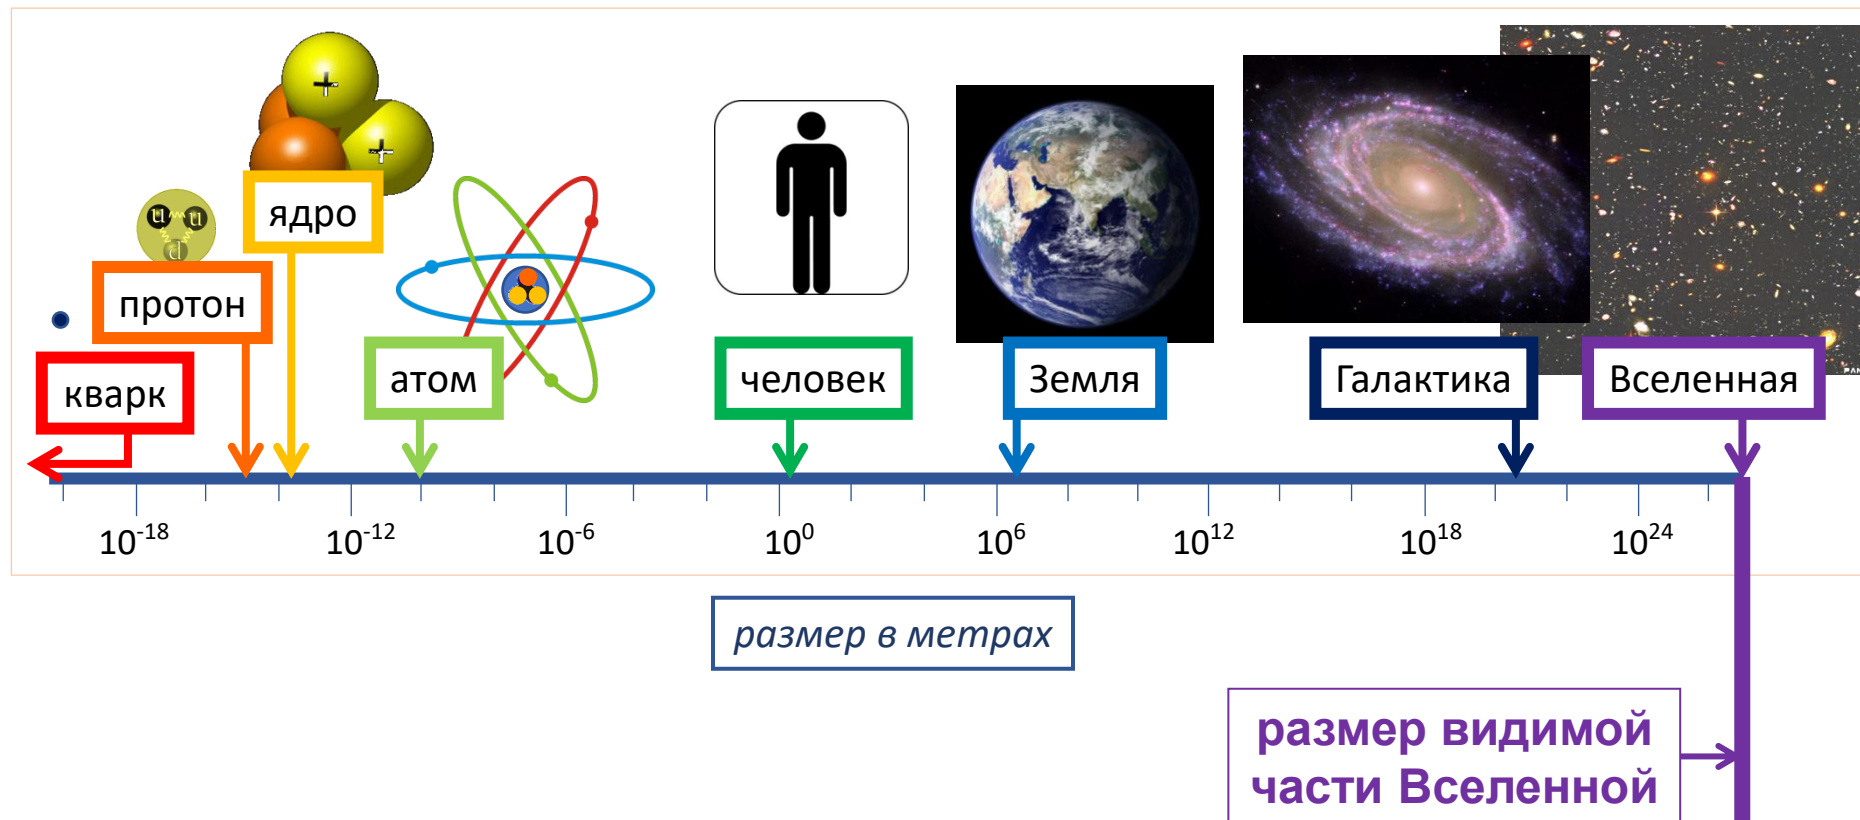 u u
d
+
+
ядро
протон
кварк
атом
человек
Земля
Галактика
Вселенная
10⁻¹⁸ 10⁻¹² 10⁻⁶ 10⁰ 10⁶ 10¹² 10¹⁸ 10²⁴
размер в метрах
размер видимой
части Вселенной